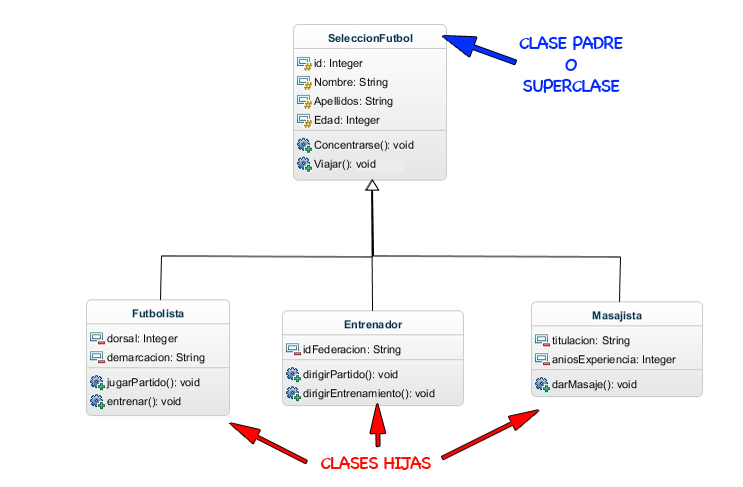 SeleccionFutbol
id: Integer
Nombre: String
Apellidos: String
Edad: Integer
Concentrarse(): void
Viajar(): void
CLASE PADRE
O
SUPERCLASE
Futbolista
dorsal: Integer
demarcacion: String
jugarPartido(): void
entrenar(): void
Entrenador
idFederacion: String
dirigirPartido(): void
dirigirEntrenamiento(): void
Masajista
titulacion: String
aniosExperiencia: Integer
darMasaje(): void
CLASES HIJAS